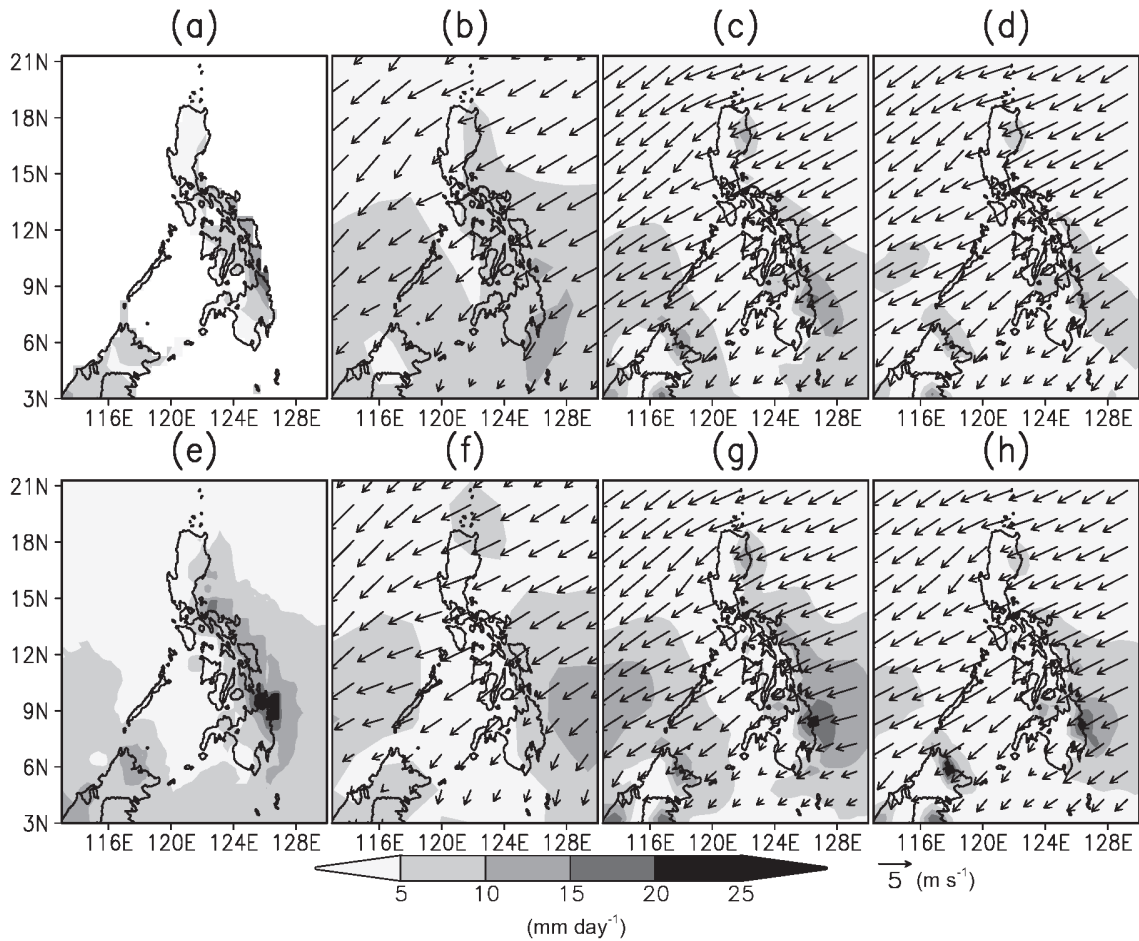 (a) (b) (c) (d)
21N
18N
15N
12N
9N
6N
3N
116E 120E 124E 128E 116E 120E 124E 128E 116E 120E 124E 128E 116E 120E 124E 128E
(e) (f) (g) (h)
21N
18N
15N
12N
9N
6N
3N
116E 120E 124E 128E 116E 120E 124E 128E 116E 120E 124E 128E 116E 120E 124E 128E
5 10 15 20 25
5 (m s⁻¹)
(mm day⁻¹)